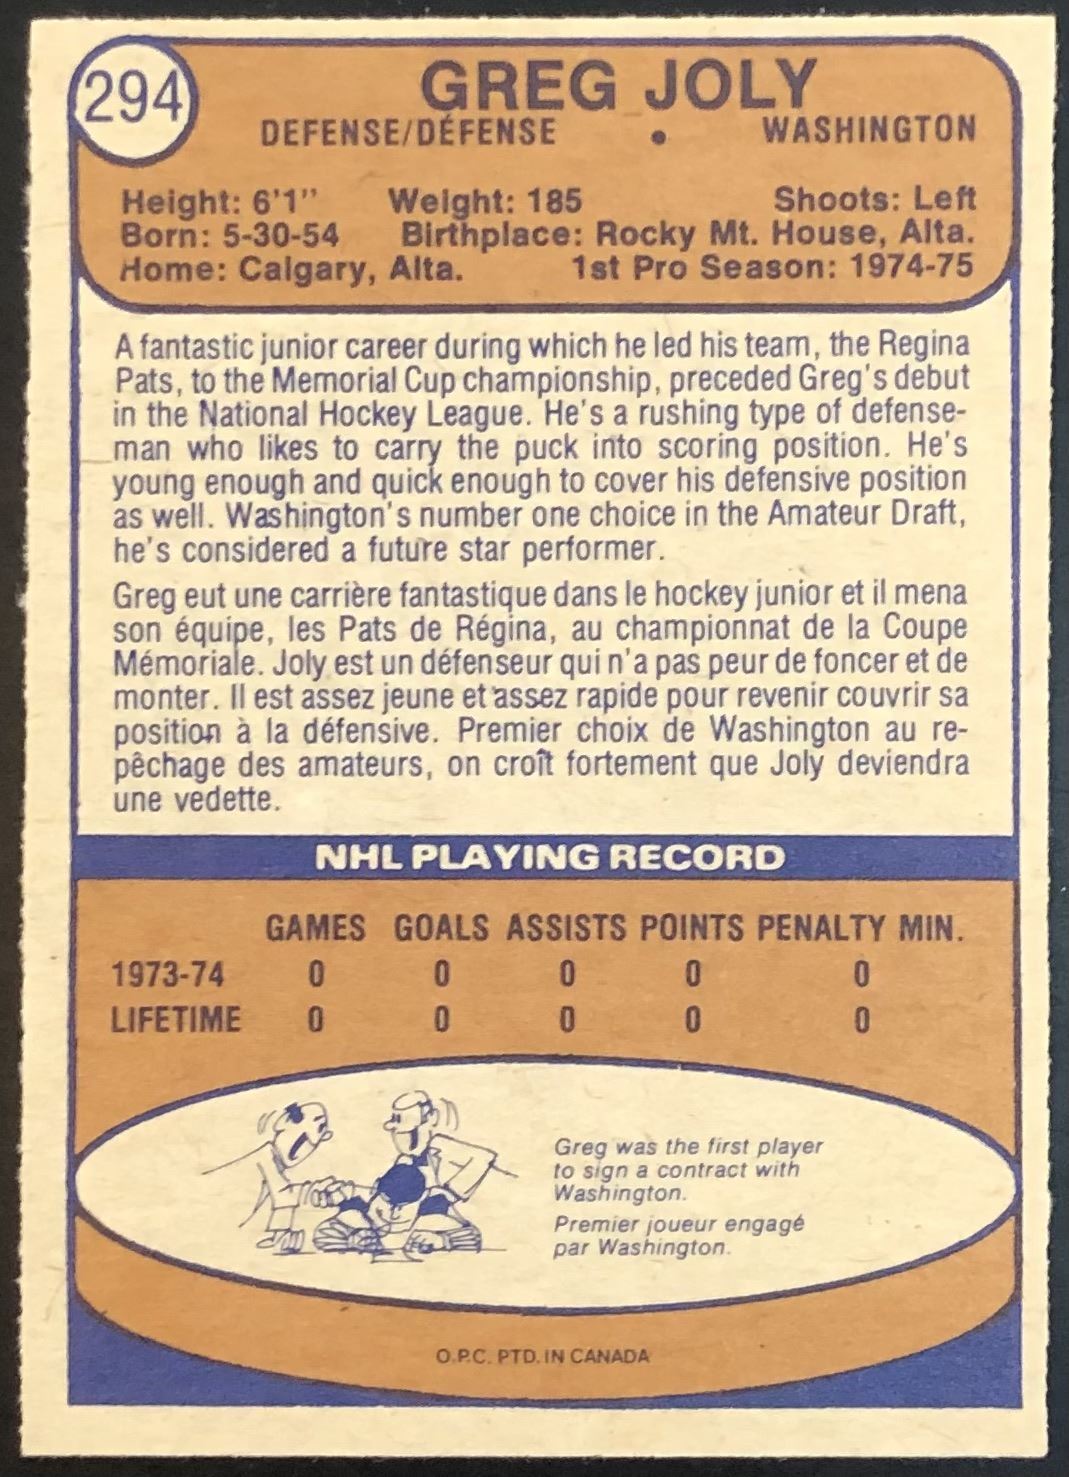 294
GREG JOLY
DEFENSE/DÉFENSE • WASHINGTON
Height: 6'1" Weight: 185 Shoots: Left
Born: 5-30-54 Birthplace: Rocky Mt. House, Alta.
Home: Calgary, Alta. 1st Pro Season: 1974-75
A fantastic junior career during which he led his team, the Regina
Pats, to the Memorial Cup championship, preceded Greg's debut
in the National Hockey League. He's a rushing type of defense-
man who likes to carry the puck into scoring position. He's
young enough and quick enough to cover his defensive position
as well. Washington's number one choice in the Amateur Draft,
he's considered a future star performer.
Greg eut une carrière fantastique dans le hockey junior et il mena
son équipe, les Pats de Régina, au championnat de la Coupe
Mémoriale. Joly est un défenseur qui n'a pas peur de foncer et de
monter. Il est assez jeune et assez rapide pour revenir couvrir sa
position à la défensive. Premier choix de Washington au re-
pêchage des amateurs, on croît fortement que Joly deviendra
une vedette.
NHL PLAYING RECORD
GAMES GOALS ASSISTS POINTS PENALTY MIN.
1973-74 0 0 0 0 0
LIFETIME 0 0 0 0 0
Greg was the first player
to sign a contract with
Washington.
Premier joueur engagé
par Washington.
O.P.C. PTD. IN CANADA